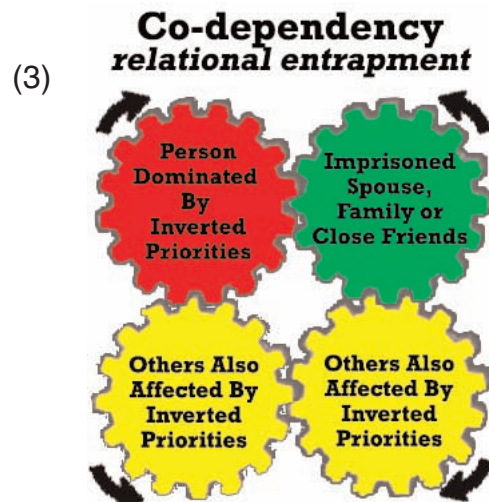 Co-dependency
relational entrapment
(3)
Person
Dominated
By
Inverted
Priorities
Imprisoned
Spouse,
Family or
Close Friends
Others Also
Affected By
Inverted
Priorities
Others Also
Affected By
Inverted
Priorities